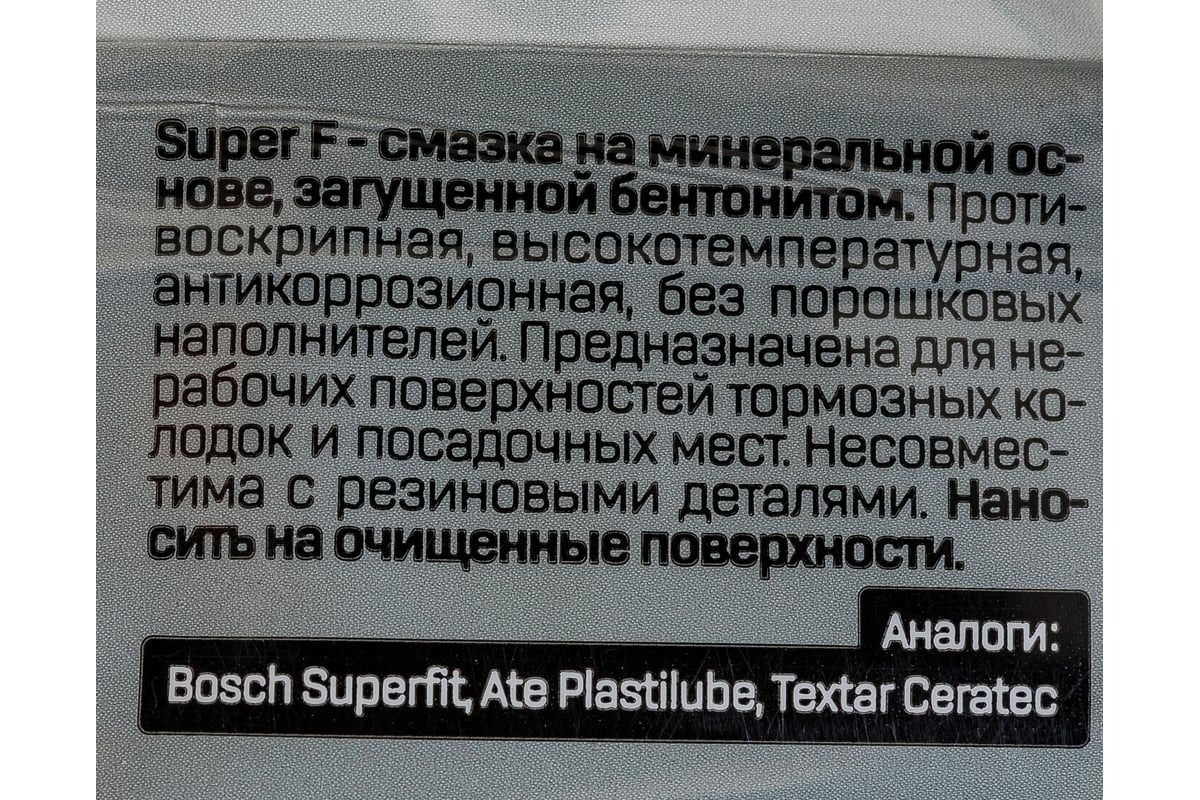 Super F - смазка на минеральной ос-
нове, загущенной бентонитом. Проти-
воскрипная, высокотемпературная,
антикоррозионная, без порошковых
наполнителей. Предназначена для не-
рабочих поверхностей тормозных ко-
лодок и посадочных мест. Несовмес-
тима с резиновыми деталями. Нано-
сить на очищенные поверхности.
Аналоги:
Bosch Superfit, Ate Plastilube, Textar Ceratec